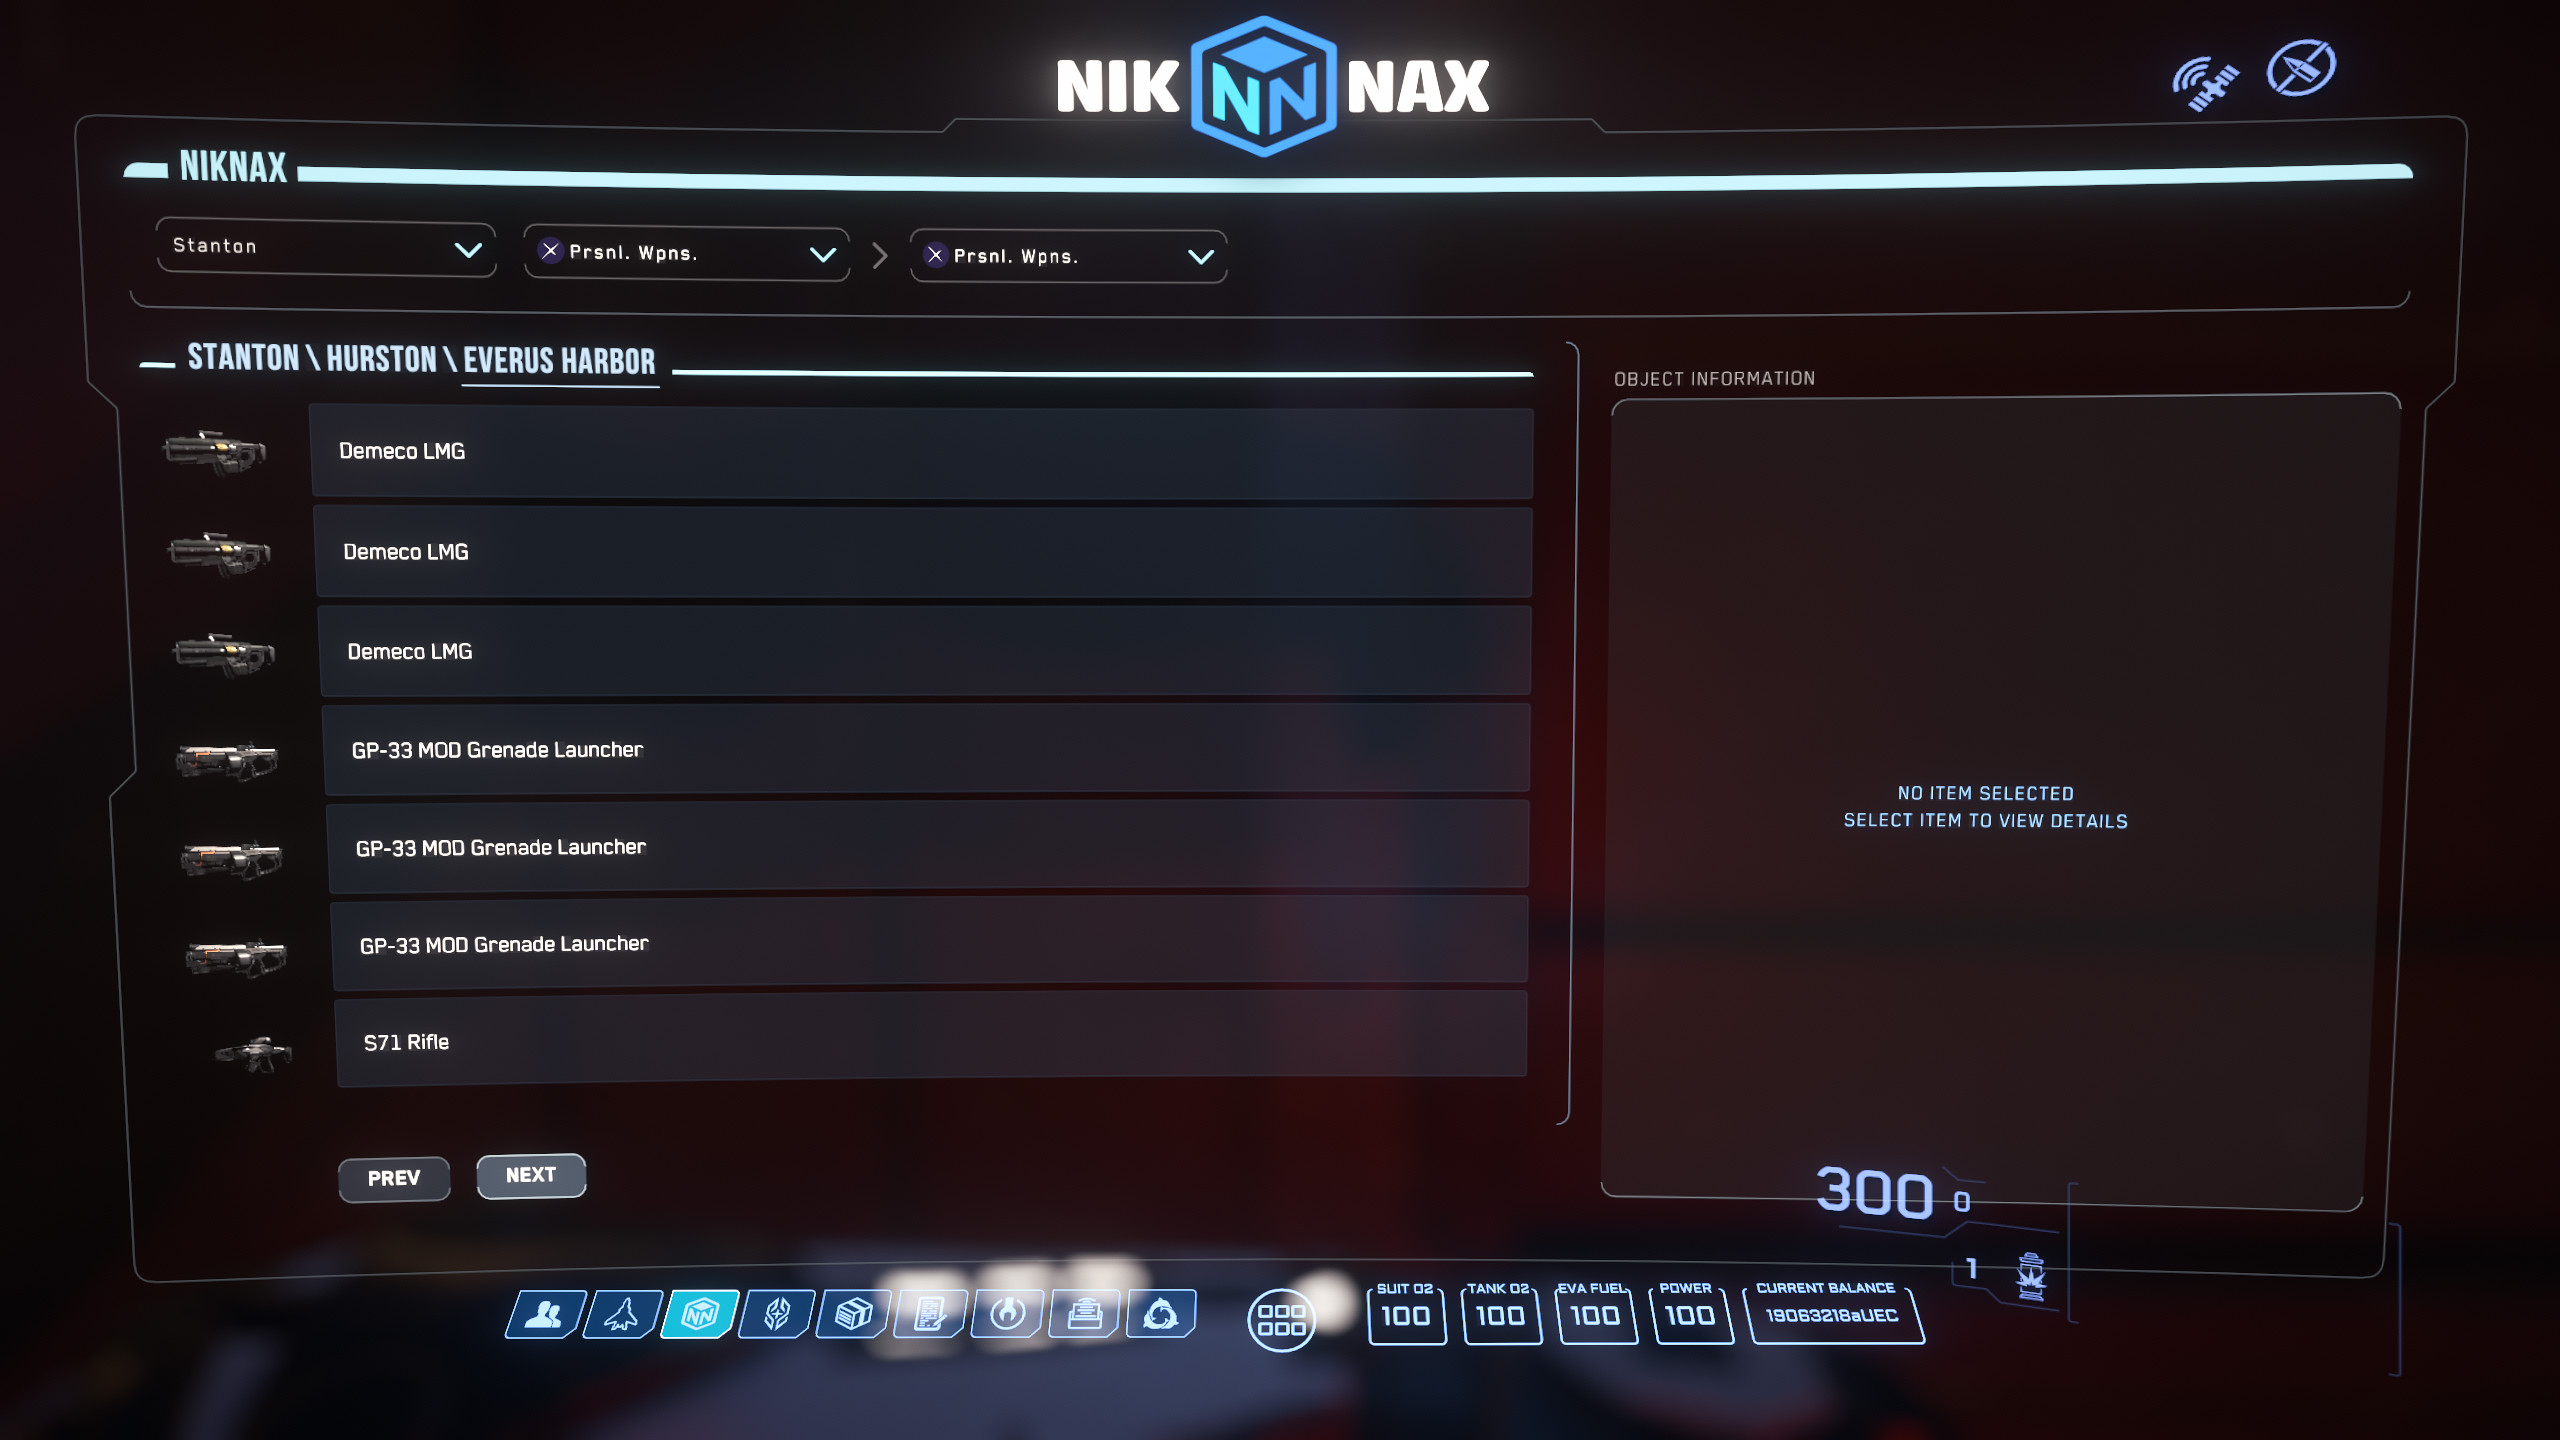 NIK NN NAX
NIKNAX
Stanton
Prsnl. Wpns.
Prsnl. Wpns.
STANTON \ HURSTON \ EVERUS HARBOR
Demeco LMG
Demeco LMG
Demeco LMG
GP-33 MOD Grenade Launcher
GP-33 MOD Grenade Launcher
GP-33 MOD Grenade Launcher
S71 Rifle
PREV
NEXT
OBJECT INFORMATION
NO ITEM SELECTED
SELECT ITEM TO VIEW DETAILS
300 0
1
NN
SUIT O2
100
TANK O2
100
EVA FUEL
100
POWER
100
CURRENT BALANCE
19063218aUEC